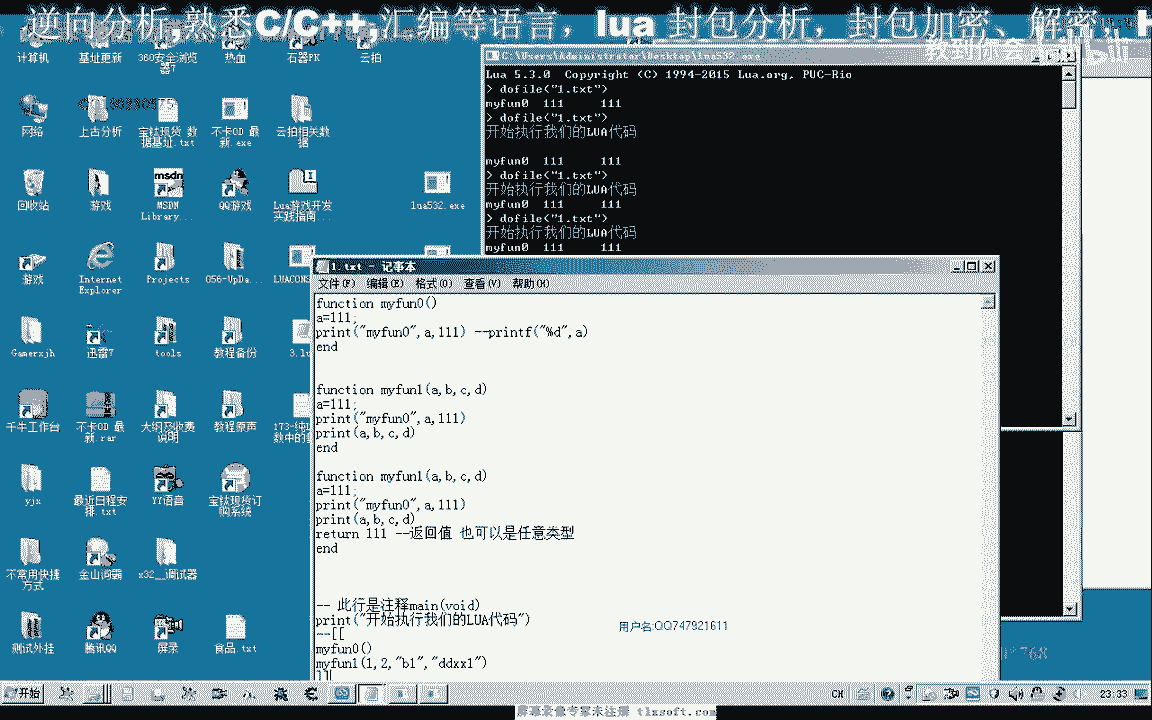 逆向分析,熟悉C/C++,汇编等语言，lua 封包分析，封包加密、解密，H
教到你会
计算机
基址更新
360安全浏览器7
热血
石器PK
云拍
网络
上古分析
宝钛现货 数据基址.txt
不卡OD 最新.exe
云拍相关数据
回收站
游戏
MSDN Library...
QQ游戏
Lua游戏开发实践指南...
lua532.exe
游戏
Internet Explorer
Projects
056-UpDa...
LUACONS
Gamerxjh
迅雷7
tools
教程备份
3.lu
千牛工作台
不卡OD 最新.rar
大纲及收费说明
教程原声
yjx
最近日程安排.txt
YY语音
宝钛现货订购系统
不常用快捷方式
金山词霸
x32__调试器
测试外挂
腾讯QQ
屏录
食品.txt
C:\Documents\Administrator\Desktop\lua532.exe
Lua 5.3.0  Copyright (C) 1994-2015 Lua.org, PUC-Rio
> dofile("1.txt")
myfun0  111     111
> dofile("1.txt")
开始执行我们的LUA代码
myfun0  111     111
> dofile("1.txt")
开始执行我们的LUA代码
myfun0  111     111
> dofile("1.txt")
开始执行我们的LUA代码
myfun0  111     111
1.txt - 记事本
文件(F) 编辑(E) 格式(O) 查看(V) 帮助(H)
function myfun0()
a=111;
print("myfun0",a,111) --printf("%d",a)
end
function myfun1(a,b,c,d)
a=111;
print("myfun0",a,111)
print(a,b,c,d)
end
function myfun1(a,b,c,d)
a=111;
print("myfun0",a,111)
print(a,b,c,d)
return 111 --返回值 也可以是任意类型
end
-- 此行是注释main(void)
print("开始执行我们的LUA代码")
--[[
myfun0()
myfun1(1,2,"b1","ddxx1")
]]
用户名:QQ747921611
*768
开始
CH
23:33
屏幕录像专家未注册 tlxsoft.com